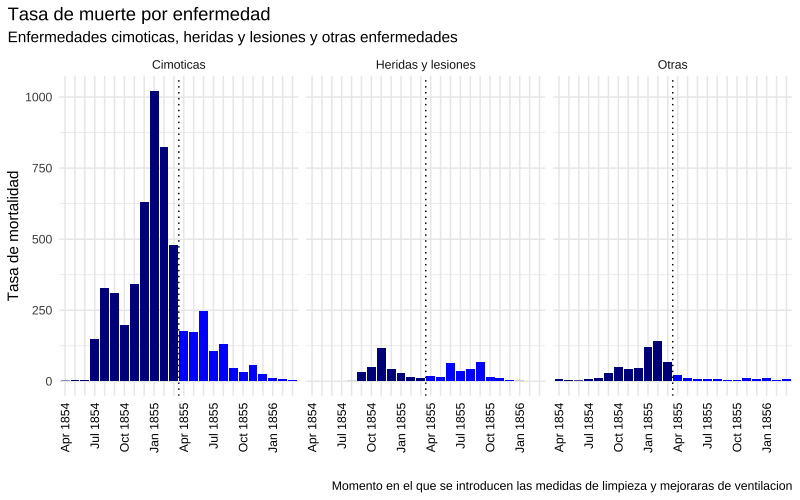 Tasa de muerte por enfermedad
Enfermedades cimoticas, heridas y lesiones y otras enfermedades
Cimoticas
Heridas y lesiones
Otras
Tasa de mortalidad
1000
750
500
250
0
Apr 1854
Jul 1854
Oct 1854
Jan 1855
Apr 1855
Jul 1855
Oct 1855
Jan 1856
Apr 1854
Jul 1854
Oct 1854
Jan 1855
Apr 1855
Jul 1855
Oct 1855
Jan 1856
Apr 1854
Jul 1854
Oct 1854
Jan 1855
Apr 1855
Jul 1855
Oct 1855
Jan 1856
Momento en el que se introducen las medidas de limpieza y mejoraras de ventilacion